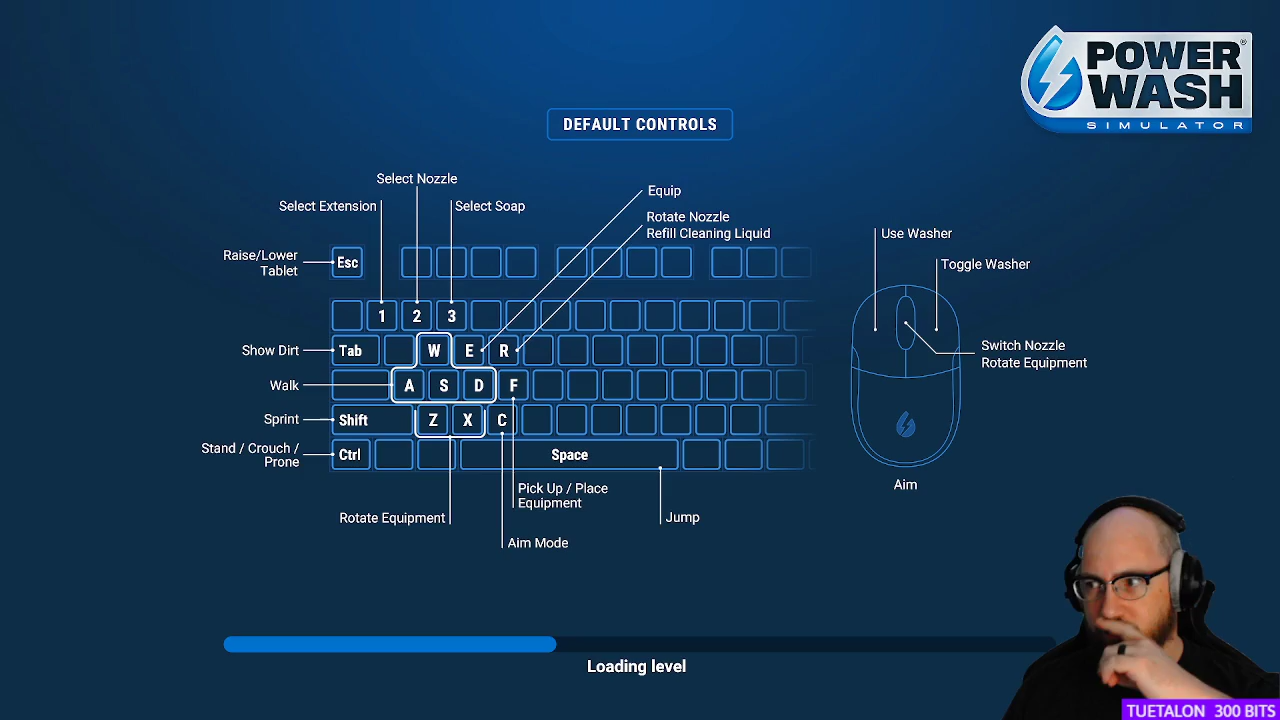 POWER
WASH
SIMULATOR
DEFAULT CONTROLS
Select Nozzle
Select Extension
Select Soap
Equip
Rotate Nozzle
Refill Cleaning Liquid
Raise/Lower
Tablet
Esc
Use Washer
Toggle Washer
1 2 3
Show Dirt
Tab W E R
Switch Nozzle
Rotate Equipment
Walk
A S D F
Sprint
Shift Z X C
Stand / Crouch /
Prone
Ctrl Space
Aim
Pick Up / Place
Equipment
Rotate Equipment
Jump
Aim Mode
Loading level
TUETALON 300 BITS